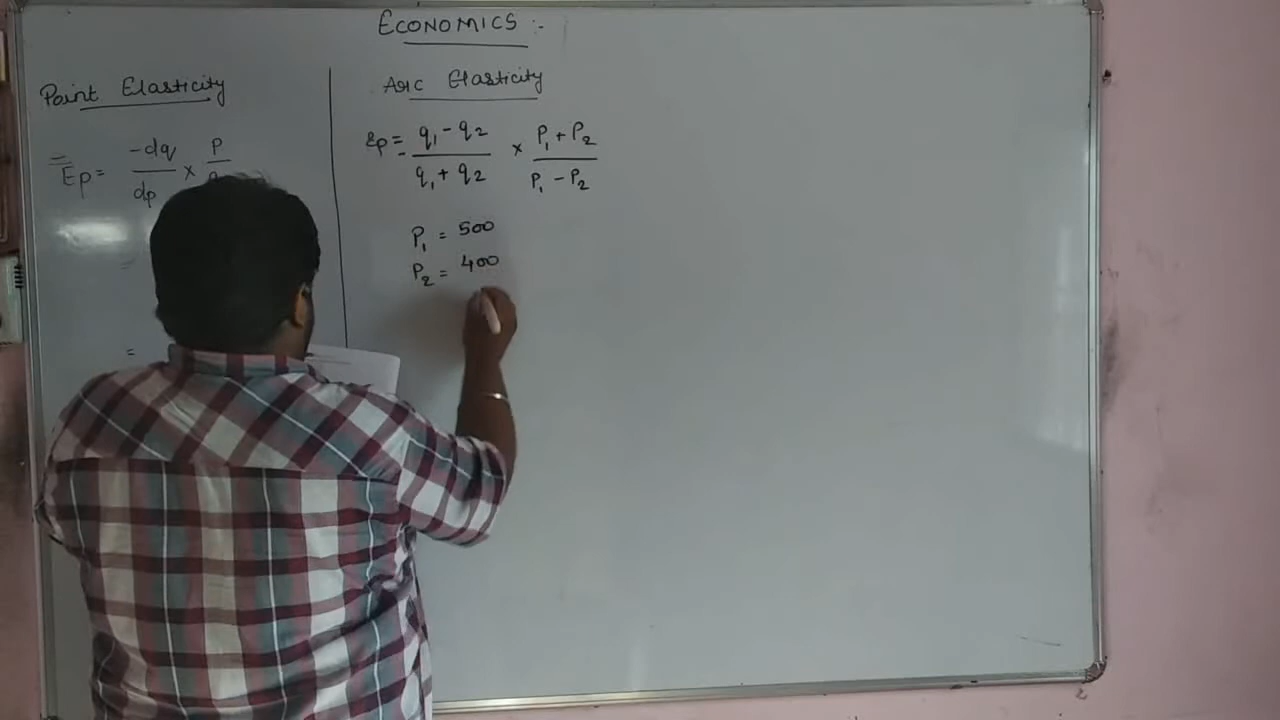 ECONOMICS :-
Point Elasticity
= Ep = -dq/dp × P/
=
=
Arc Elasticity
Ep = - q₁ - q₂ / q₁ + q₂ × P₁ + P₂ / P₁ - P₂
P₁ = 500
P₂ = 400